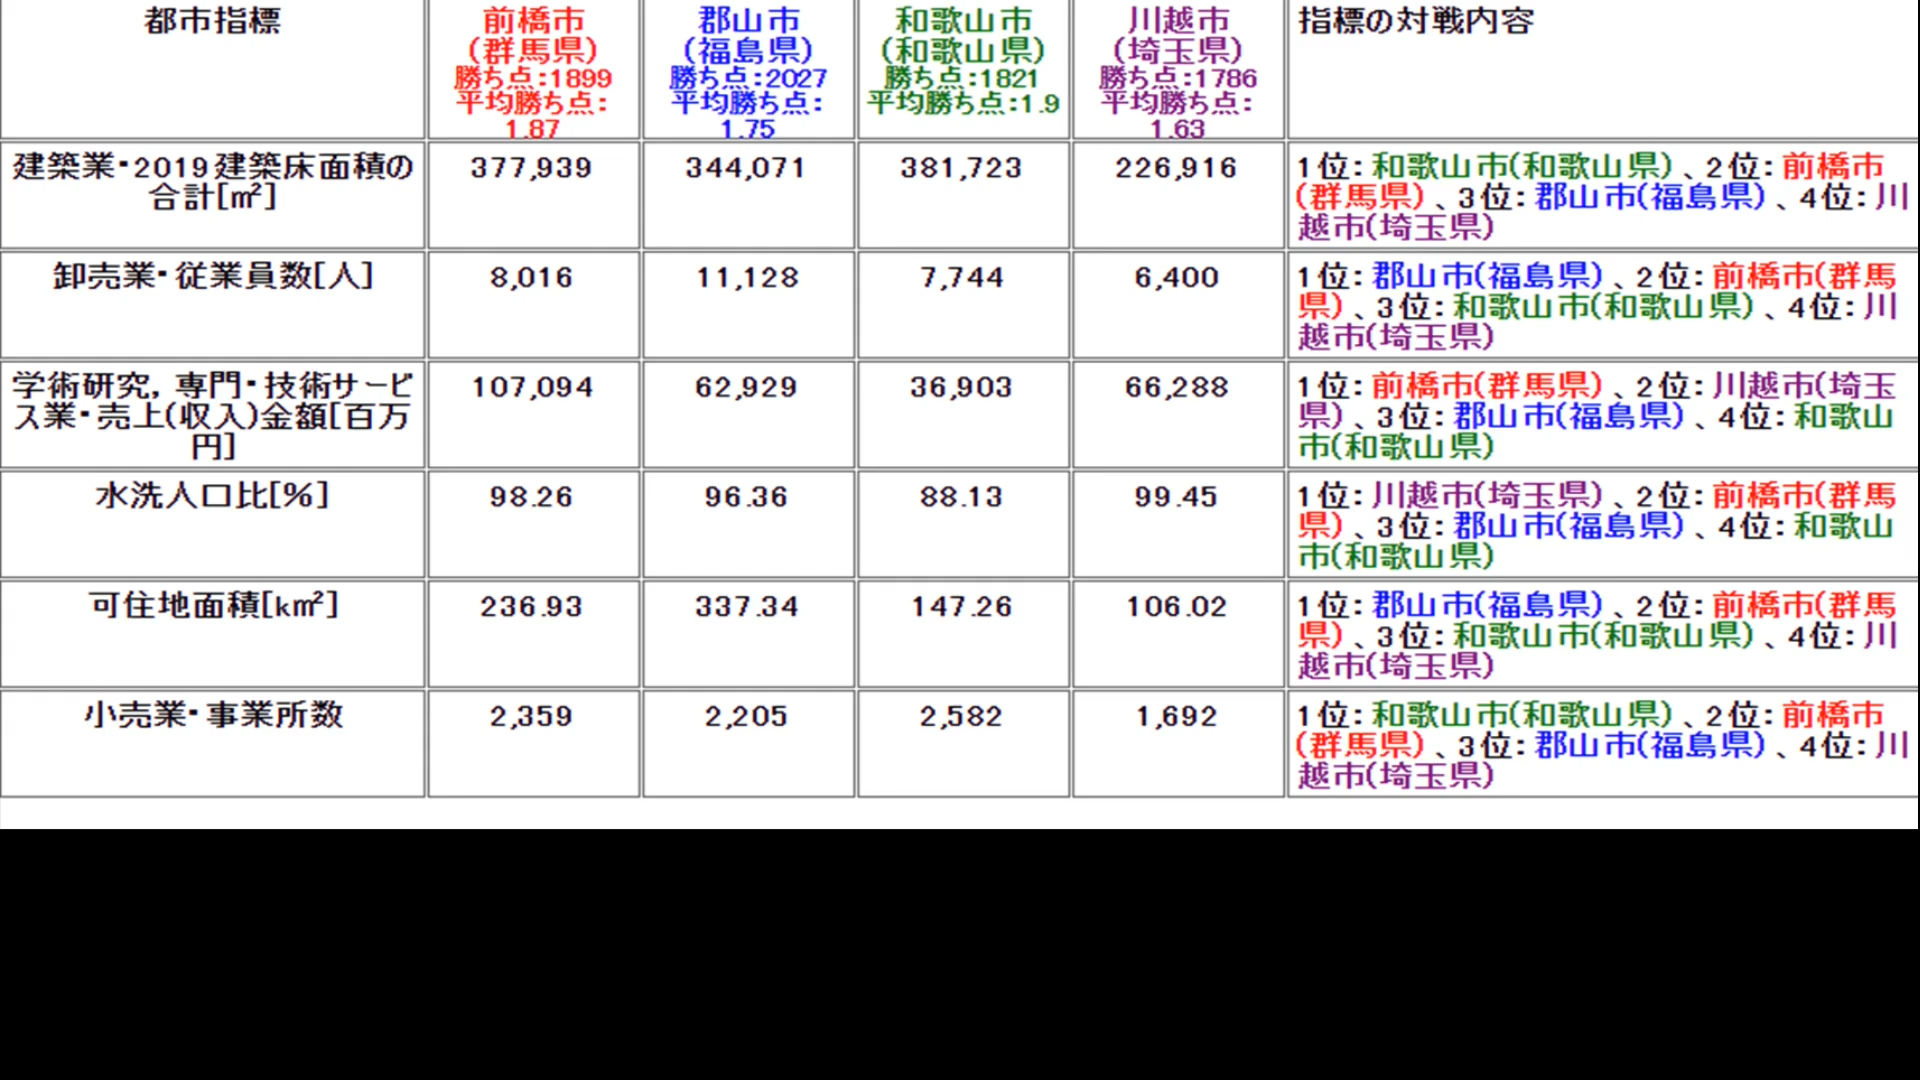 都市指標
前橋市
(群馬県)
勝ち点:1899
平均勝ち点:
1.87
郡山市
(福島県)
勝ち点:2027
平均勝ち点:
1.75
和歌山市
(和歌山県)
勝ち点:1821
平均勝ち点:1.9
川越市
(埼玉県)
勝ち点:1786
平均勝ち点:
1.63
指標の対戦内容
建築業・2019建築床面積の
合計[㎡]
377,939
344,071
381,723
226,916
1位:和歌山市(和歌山県)、2位:前橋市
(群馬県)、3位:郡山市(福島県)、4位:川
越市(埼玉県)
卸売業・従業員数[人]
8,016
11,128
7,744
6,400
1位:郡山市(福島県)、2位:前橋市(群馬
県)、3位:和歌山市(和歌山県)、4位:川
越市(埼玉県)
学術研究，専門・技術サービ
ス業・売上(収入)金額[百万
円]
107,094
62,929
36,903
66,288
1位:前橋市(群馬県)、2位:川越市(埼玉
県)、3位:郡山市(福島県)、4位:和歌山
市(和歌山県)
水洗人口比[%]
98.26
96.36
88.13
99.45
1位:川越市(埼玉県)、2位:前橋市(群馬
県)、3位:郡山市(福島県)、4位:和歌山
市(和歌山県)
可住地面積[k㎡]
236.93
337.34
147.26
106.02
1位:郡山市(福島県)、2位:前橋市(群馬
県)、3位:和歌山市(和歌山県)、4位:川
越市(埼玉県)
小売業・事業所数
2,359
2,205
2,582
1,692
1位:和歌山市(和歌山県)、2位:前橋市
(群馬県)、3位:郡山市(福島県)、4位:川
越市(埼玉県)